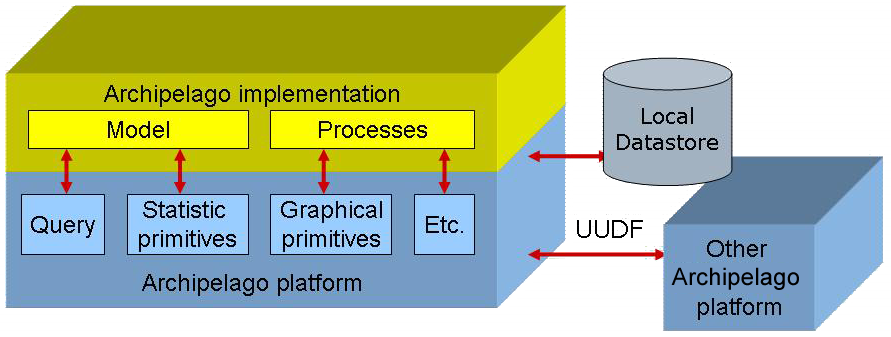 Archipelago implementation
Model
Processes
Local
Datastore
Query
Statistic
primitives
Graphical
primitives
Etc.
UUDF
Other
Archipelago
platform
Archipelago platform